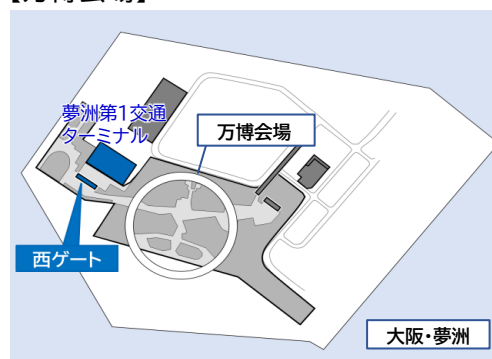 夢洲第1交通
ターミナル
万博会場
西ゲート
大阪・夢洲